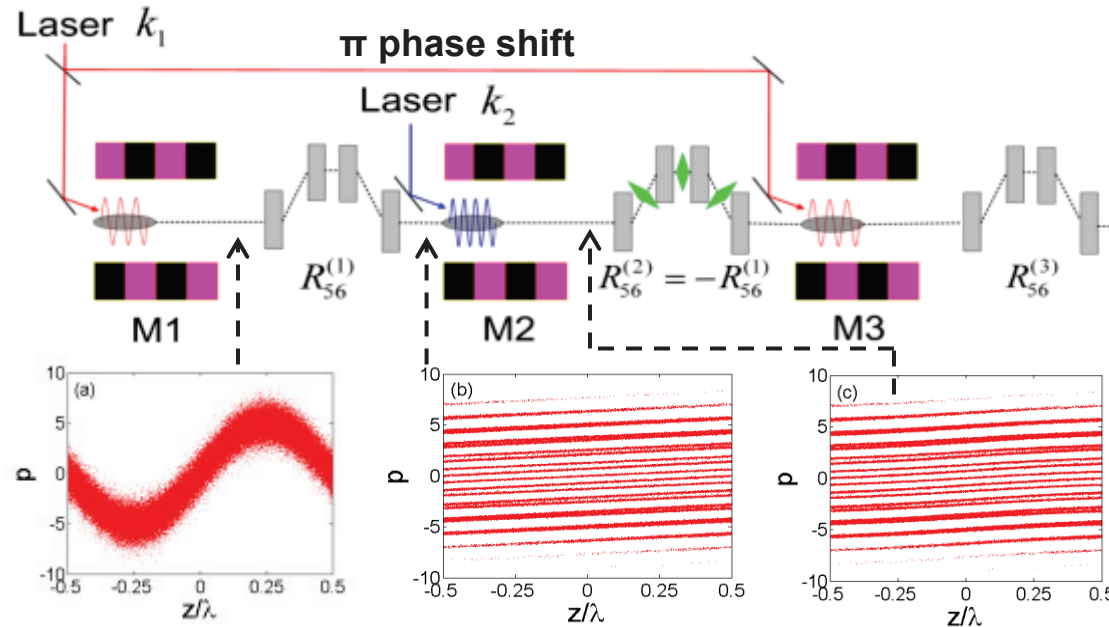 Laser k₁
π phase shift
Laser k₂
R₅₆⁽¹⁾
R₅₆⁽²⁾ = −R₅₆⁽¹⁾
R₅₆⁽³⁾
M1
M2
M3
(a)
10
5
0
-5
-10
p
-0.5 -0.25 0 0.25 0.5
z/λ
(b)
10
5
0
-5
-10
p
-0.5 -0.25 0 0.25 0.5
z/λ
(c)
10
5
0
-5
-10
p
-0.5 -0.25 0 0.25 0.5
z/λ